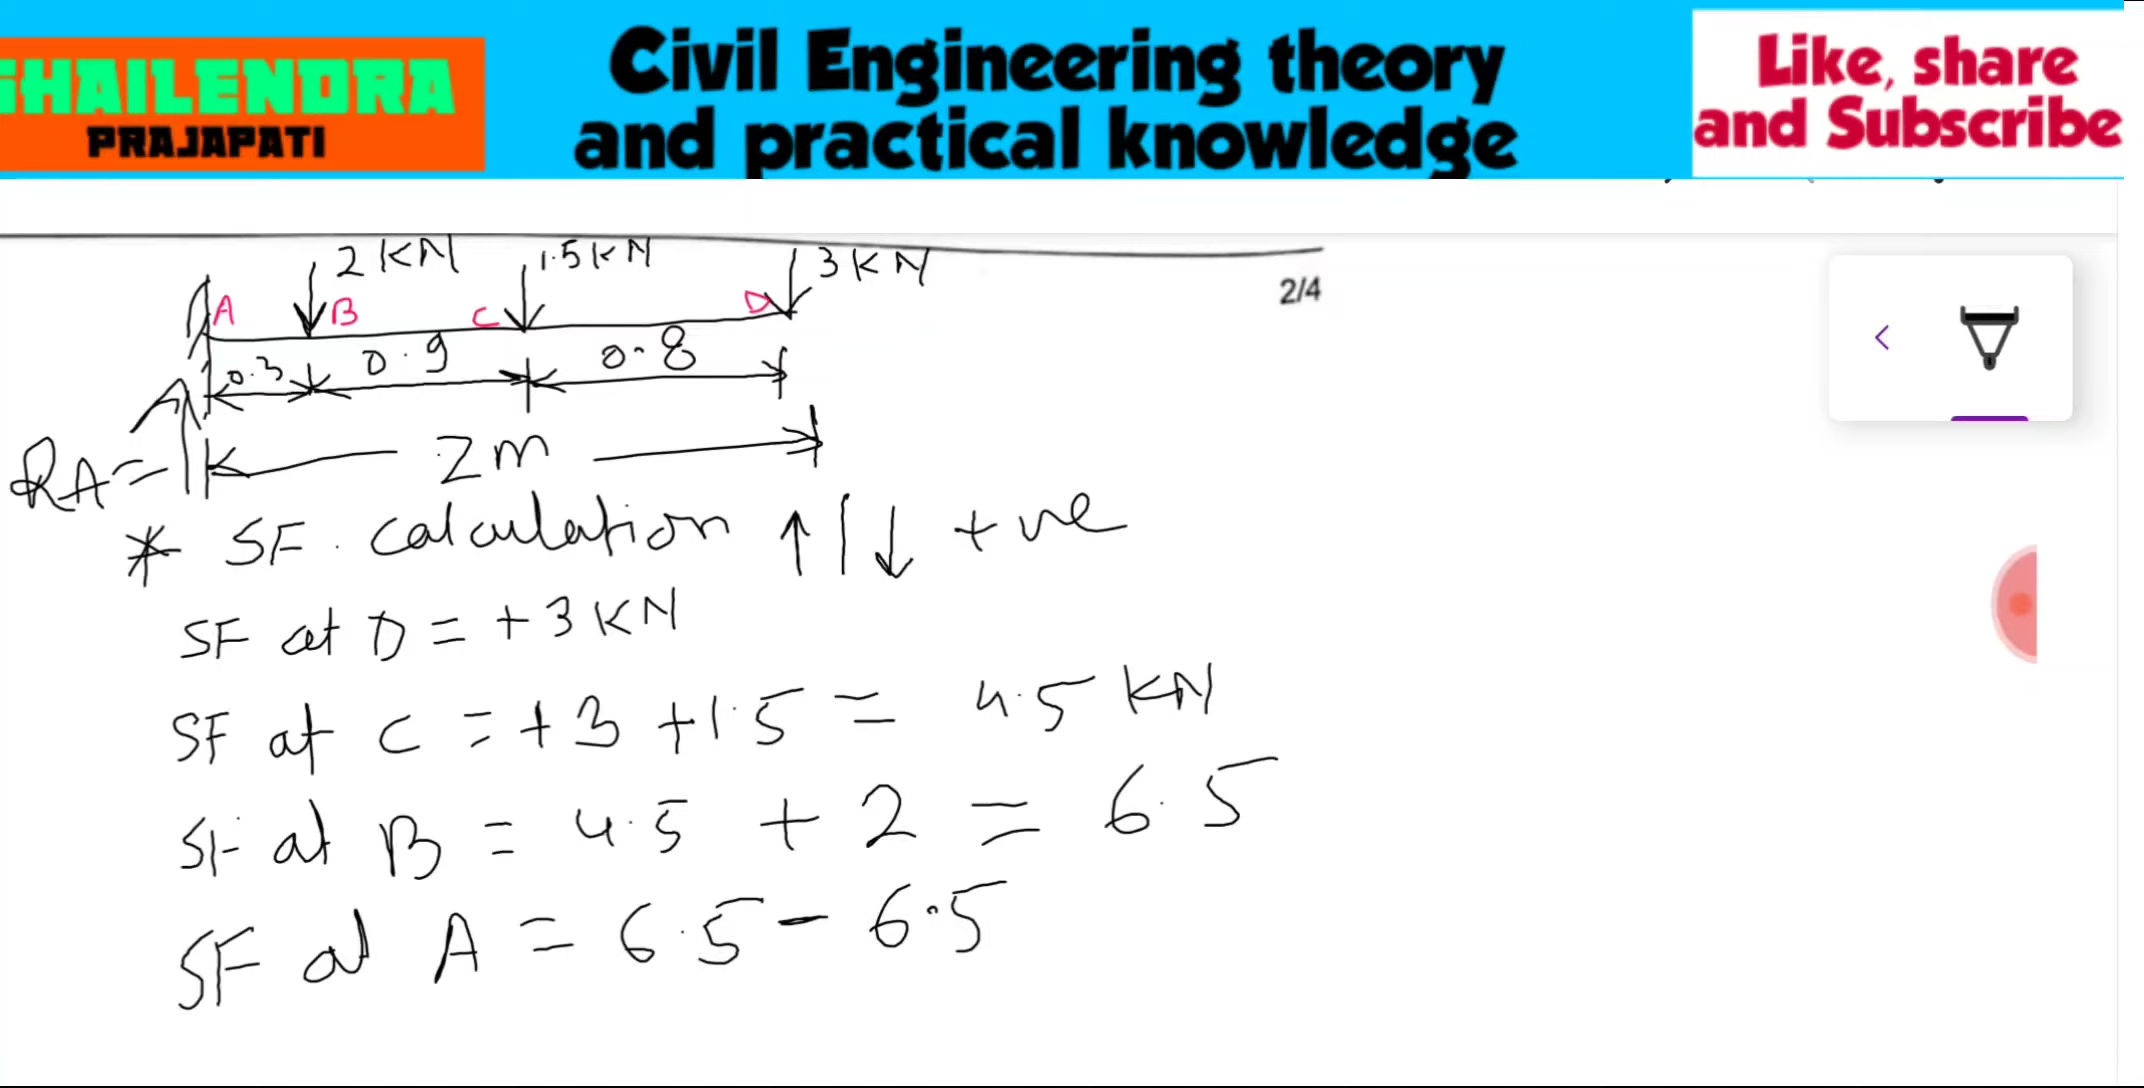 SHAILENDRA
PRAJAPATI
Civil Engineering theory
and practical knowledge
Like, share
and Subscribe
2 KN 1.5 KN 3 KN
2/4
A B C D
0.3 0.9 0.8
RA = 2m
* SF. calculation ↑|↓ +ve
SF at D = +3 KN
SF at C = +3 +1.5 = 4.5 KN
SF at B = 4.5 + 2 = 6.5
SF at A = 6.5 - 6.5